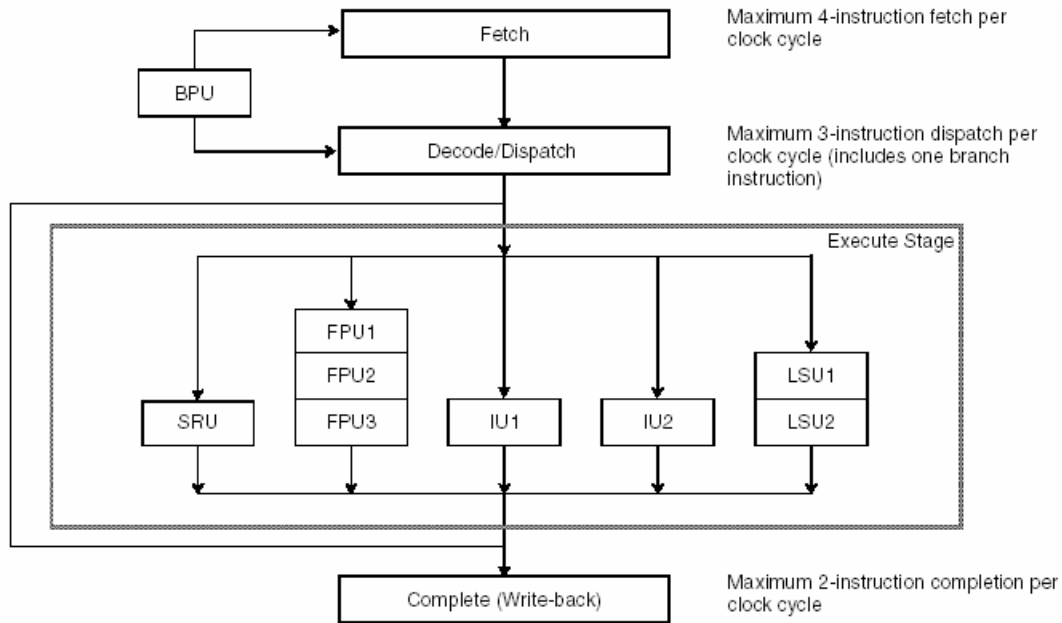 Fetch
Maximum 4-instruction fetch per
clock cycle
BPU
Decode/Dispatch
Maximum 3-instruction dispatch per
clock cycle (includes one branch
instruction)
Execute Stage
FPU1
FPU2
LSU1
SRU
FPU3
IU1
IU2
LSU2
Complete (Write-back)
Maximum 2-instruction completion per
clock cycle